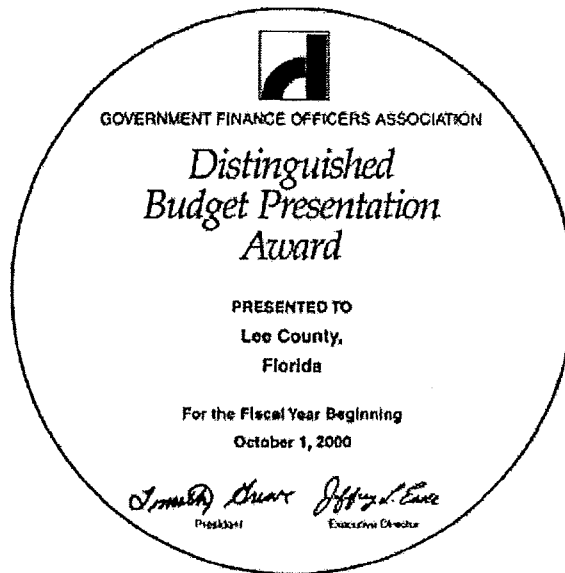 GOVERNMENT FINANCE OFFICERS ASSOCIATION
Distinguished
Budget Presentation
Award
PRESENTED TO
Lee County,
Florida
For the Fiscal Year Beginning
October 1, 2000
President
Executive Director